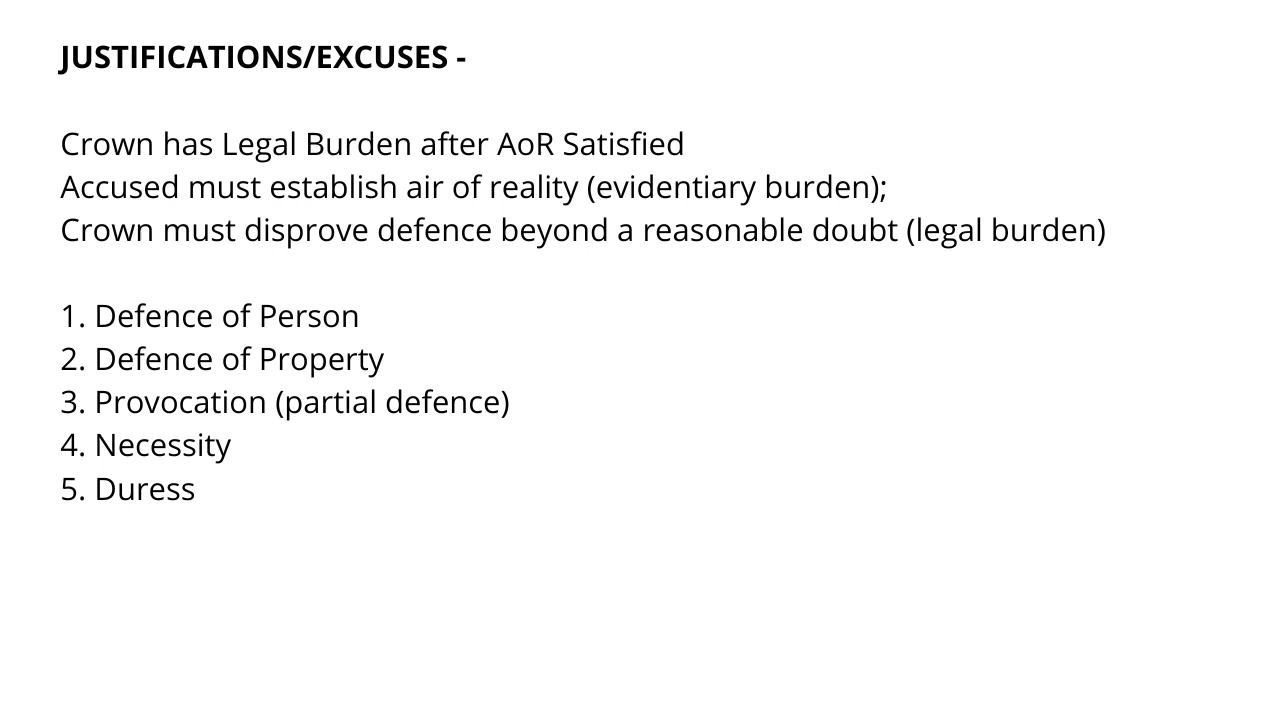 JUSTIFICATIONS/EXCUSES -
Crown has Legal Burden after AoR Satisfied
Accused must establish air of reality (evidentiary burden);
Crown must disprove defence beyond a reasonable doubt (legal burden)
1. Defence of Person
2. Defence of Property
3. Provocation (partial defence)
4. Necessity
5. Duress